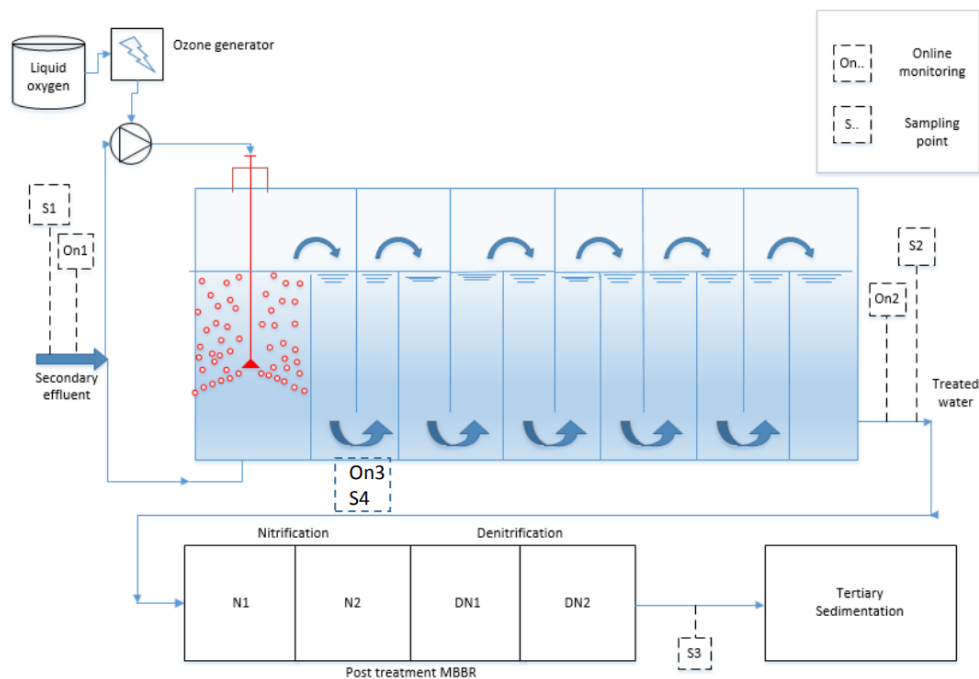 Ozone generator
Liquid
oxygen
On..
Online
monitoring
S..
Sampling
point
S1
On1
S2
On2
Secondary
effluent
Treated
water
On3
S4
Nitrification
Denitrification
N1
N2
DN1
DN2
Tertiary
Sedimentation
S3
Post treatment MBBR